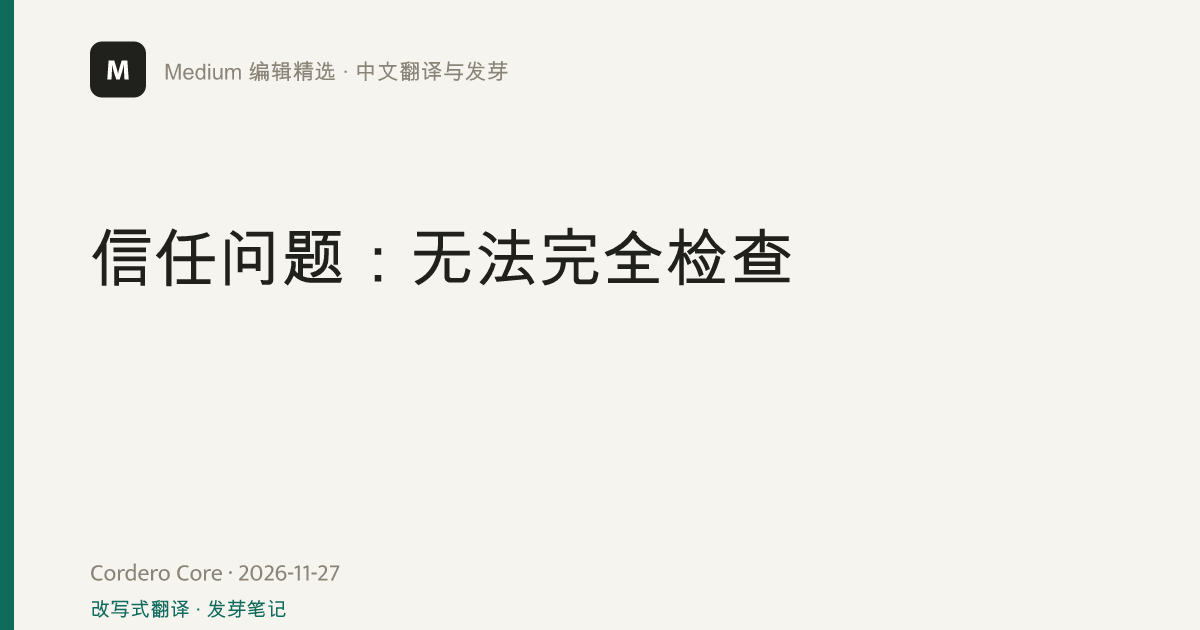 M
Medium 编辑精选 · 中文翻译与发芽
信任问题：无法完全检查
Cordero Core · 2026-11-27
改写式翻译 · 发芽笔记